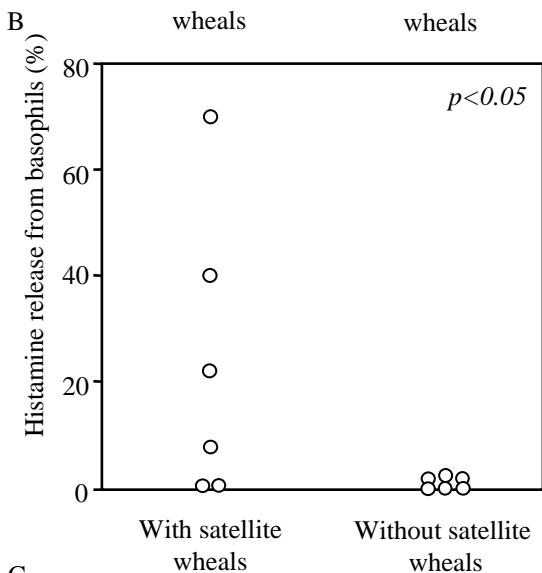 B
wheals wheals
Histamine release from basophils (%)
80
60
40
20
0
p<0.05
With satellite wheals
Without satellite wheals